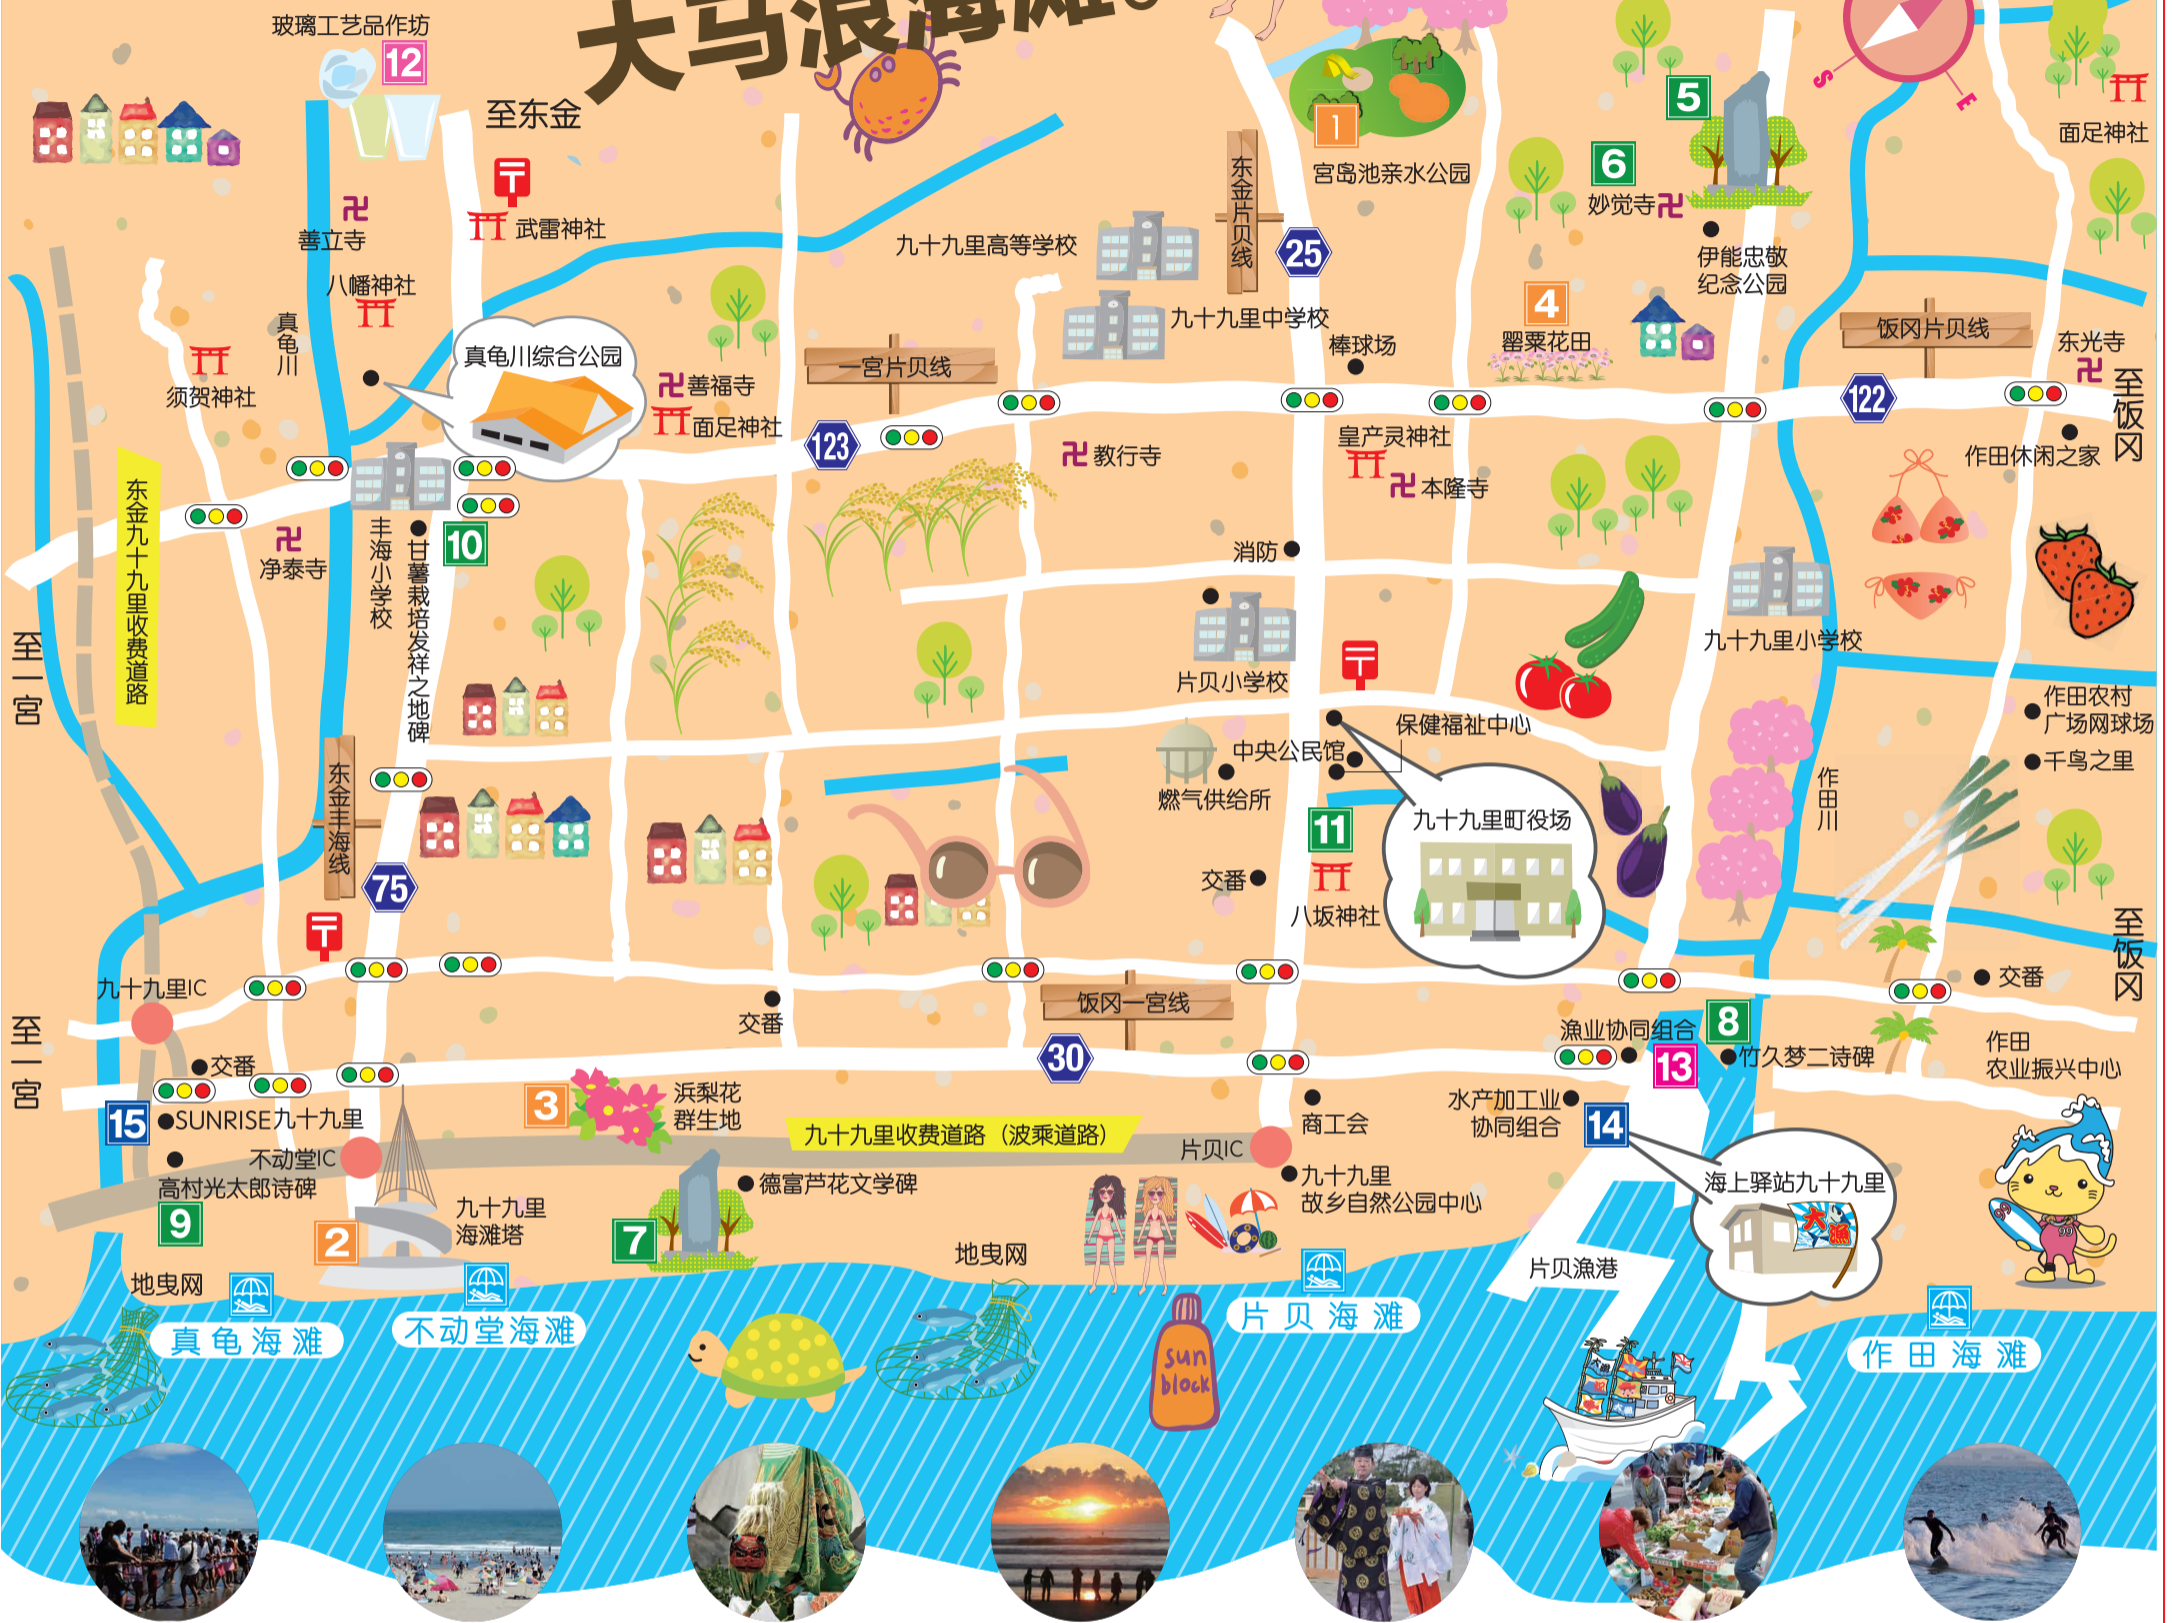 大马浪海滩。
玻璃工艺品作坊
12
至东金
善立寺
武雷神社
八幡神社
真龟川
须贺神社
真龟川综合公园
善福寺
面足神社
一宫片贝线
123
九十九里高等学校
九十九里中学校
东金片贝线
25
1
宫岛池亲水公园
5
6
妙觉寺
伊能忠敬
纪念公园
4
罂粟花田
棒球场
S
E
面足神社
饭冈片贝线
122
东光寺
至饭冈
作田休闲之家
皇产灵神社
本隆寺
教行寺
东金九十九里收费道路
净泰寺
丰海小学校
甘薯栽培发祥之地碑
10
消防
片贝小学校
九十九里小学校
至一宫
保健福祉中心
中央公民馆
燃气供给所
11
九十九里町役场
交番
八坂神社
作田川
作田农村
广场网球场
千鸟之里
东金丰海线
75
九十九里IC
至一宫
交番
交番
饭冈一宫线
30
至饭冈
交番
渔业协同组合
8
13
竹久梦二诗碑
作田
农业振兴中心
15
SUNRISE九十九里
不动堂IC
高村光太郎诗碑
9
3
浜梨花
群生地
九十九里收费道路（波乘道路）
片贝IC
商工会
水产加工业
协同组合
14
九十九里
故乡自然公园中心
海上驿站九十九里
大漁
2
九十九里
海滩塔
7
德富芦花文学碑
地曳网
地曳网
片贝渔港
99
99
真龟海滩
不动堂海滩
片贝海滩
作田海滩
sun
block